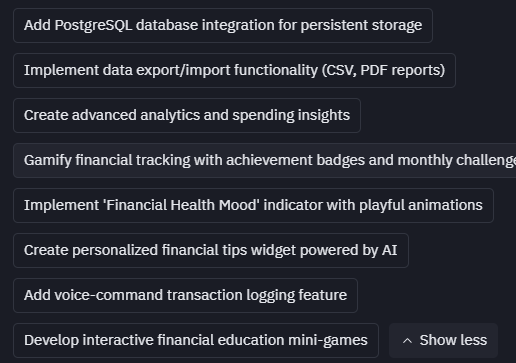 Add PostgreSQL database integration for persistent storage
Implement data export/import functionality (CSV, PDF reports)
Create advanced analytics and spending insights
Gamify financial tracking with achievement badges and monthly challenge
Implement 'Financial Health Mood' indicator with playful animations
Create personalized financial tips widget powered by AI
Add voice-command transaction logging feature
Develop interactive financial education mini-games
Show less